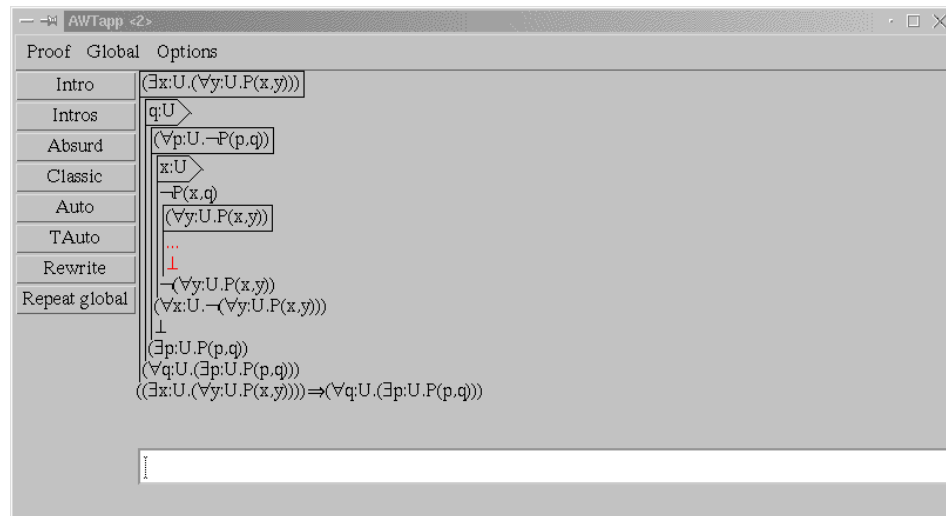 AWTapp <2>
Proof Global Options
Intro
Intros
Absurd
Classic
Auto
TAuto
Rewrite
Repeat global
(∃x:U.(∀y:U.P(x,y)))
q:U
(∀p:U.¬P(p,q))
x:U
¬P(x,q)
(∀y:U.P(x,y))
...
⊥
¬(∀y:U.P(x,y))
(∀x:U.¬(∀y:U.P(x,y)))
⊥
(∃p:U.P(p,q))
(∀q:U.(∃p:U.P(p,q)))
((∃x:U.(∀y:U.P(x,y))))⇒(∀q:U.(∃p:U.P(p,q)))